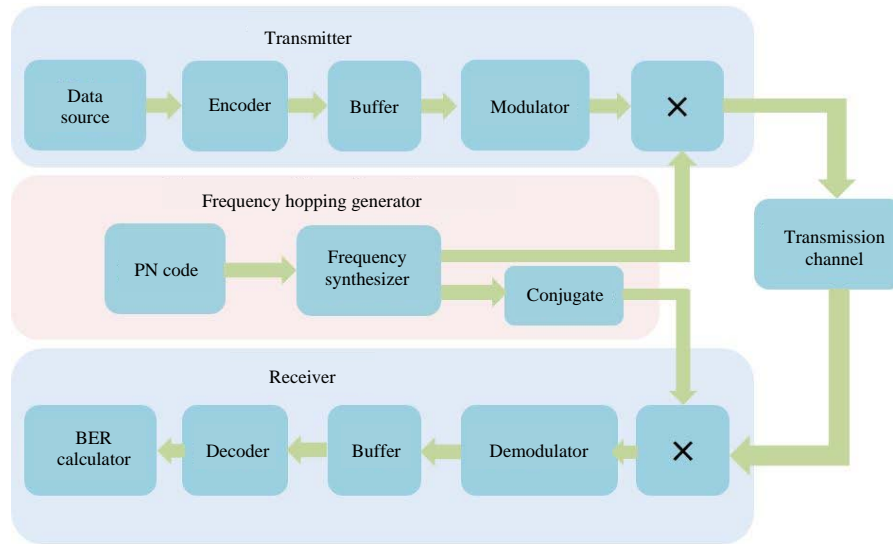 Transmitter
Data
source
Encoder
Buffer
Modulator
×
Frequency hopping generator
PN code
Frequency
synthesizer
Conjugate
Transmission
channel
Receiver
BER
calculator
Decoder
Buffer
Demodulator
×